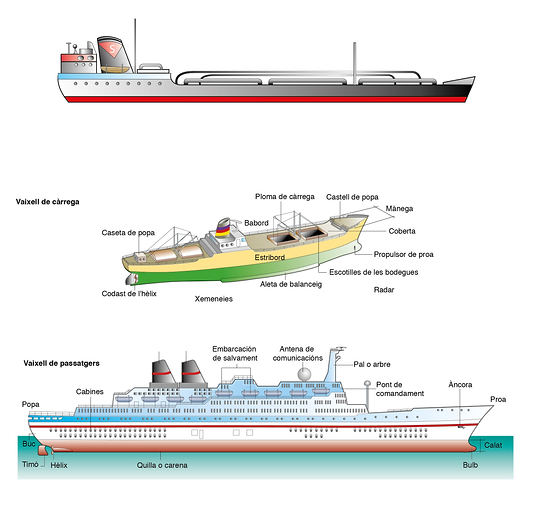 S
Vaixell de càrrega
Ploma de càrrega
Castell de popa
Mànega
Babord
Caseta de popa
Coberta
Estribord
Propulsor de proa
Escotilles de les bodegues
Aleta de balanceig
Radar
Codast de l'hèlix
Xemeneies
Vaixell de passatgers
Embarcación
de salvament
Antena de
comunicacións
Pal o arbre
Cabines
Pont de
comandament
Àncora
Popa
Proa
Buc
Calat
Timó
Hèlix
Quilla o carena
Bulb